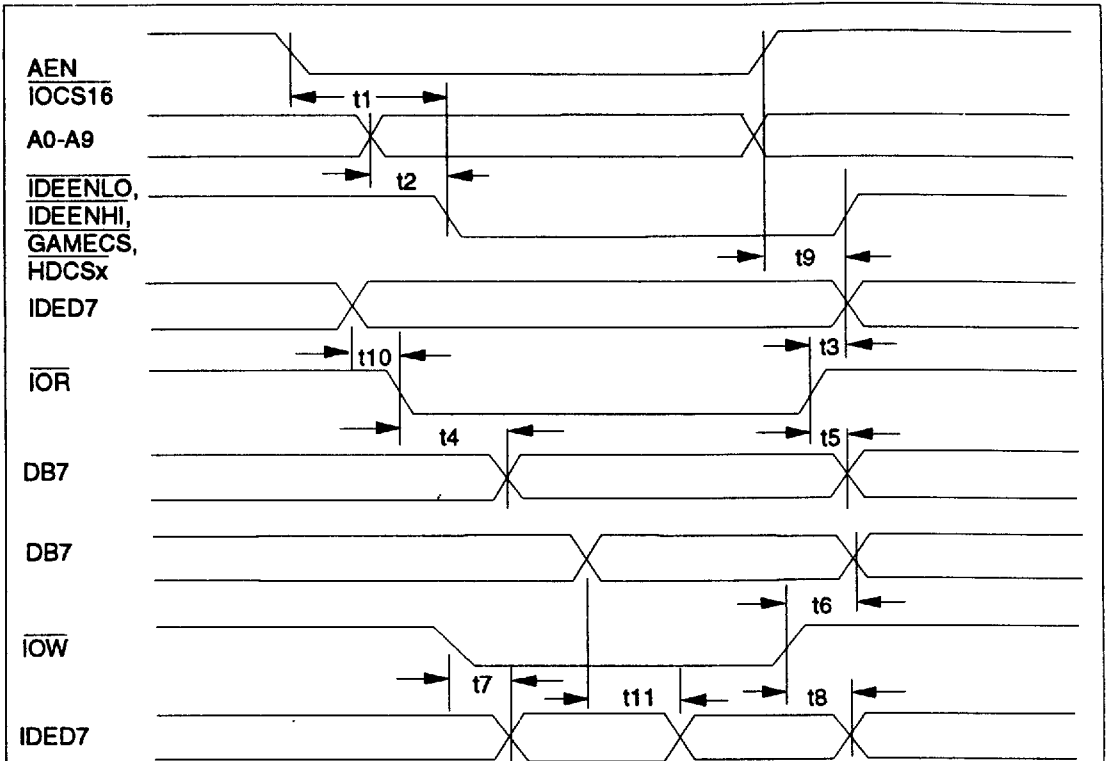 AEN
IOCS16
t1
A0-A9
t2
IDEENLO,
IDEENHI,
GAMECS,
HDCSx
t9
IDED7
t10
t3
IOR
t4
t5
DB7
DB7
t6
IOW
t7
t11
t8
IDED7